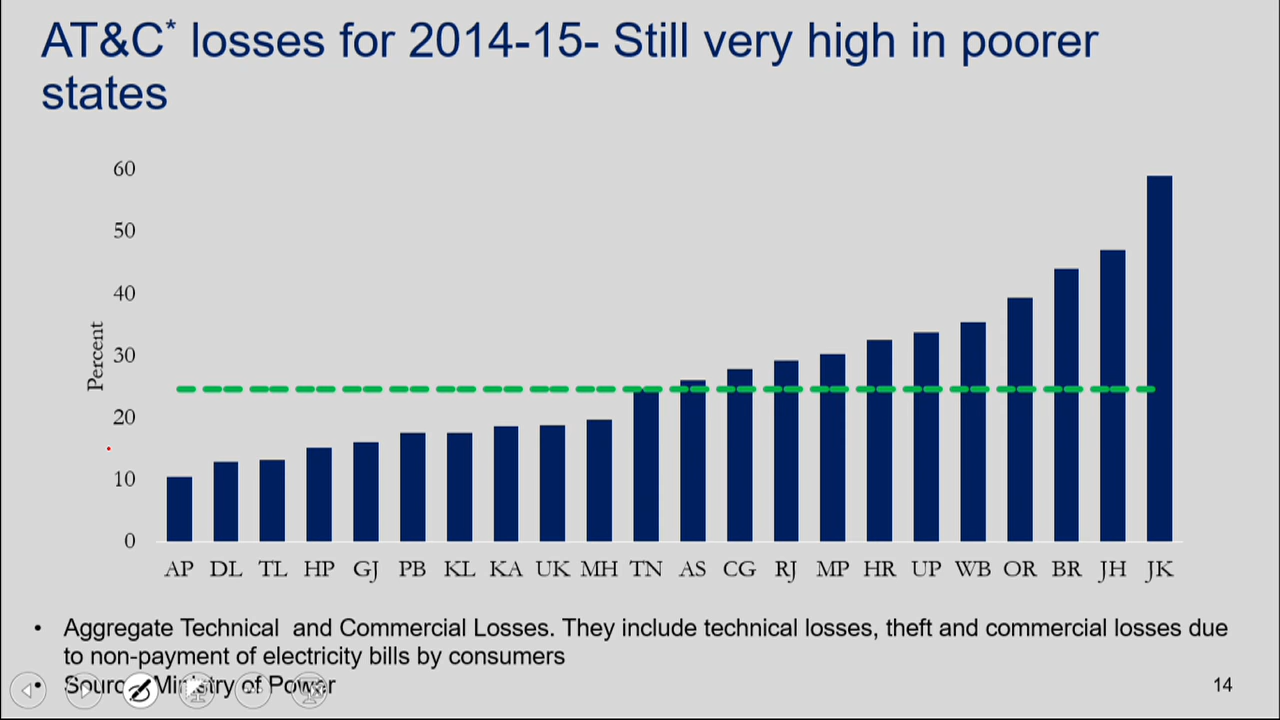 AT&C* losses for 2014-15- Still very high in poorer
states
60
50
40
30
20
10
0
Percent
AP DL TL HP GJ PB KL KA UK MH TN AS CG RJ MP HR UP WB OR BR JH JK
• Aggregate Technical and Commercial Losses. They include technical losses, theft and commercial losses due
to non-payment of electricity bills by consumers
• Source: Ministry of Power
14